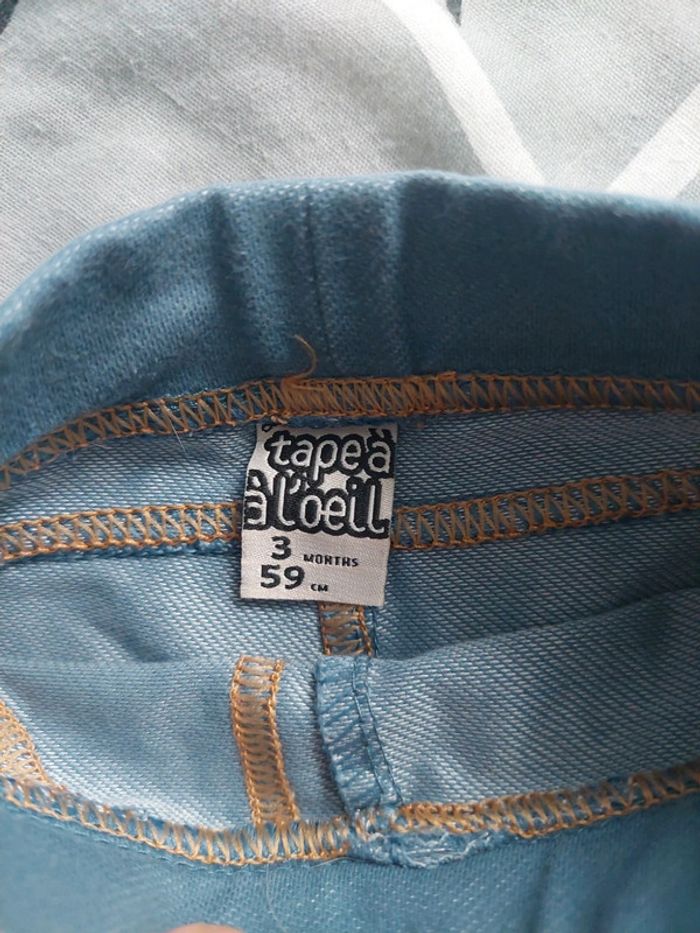 tape à
à l'oeil
3 MONTHS
59 CM